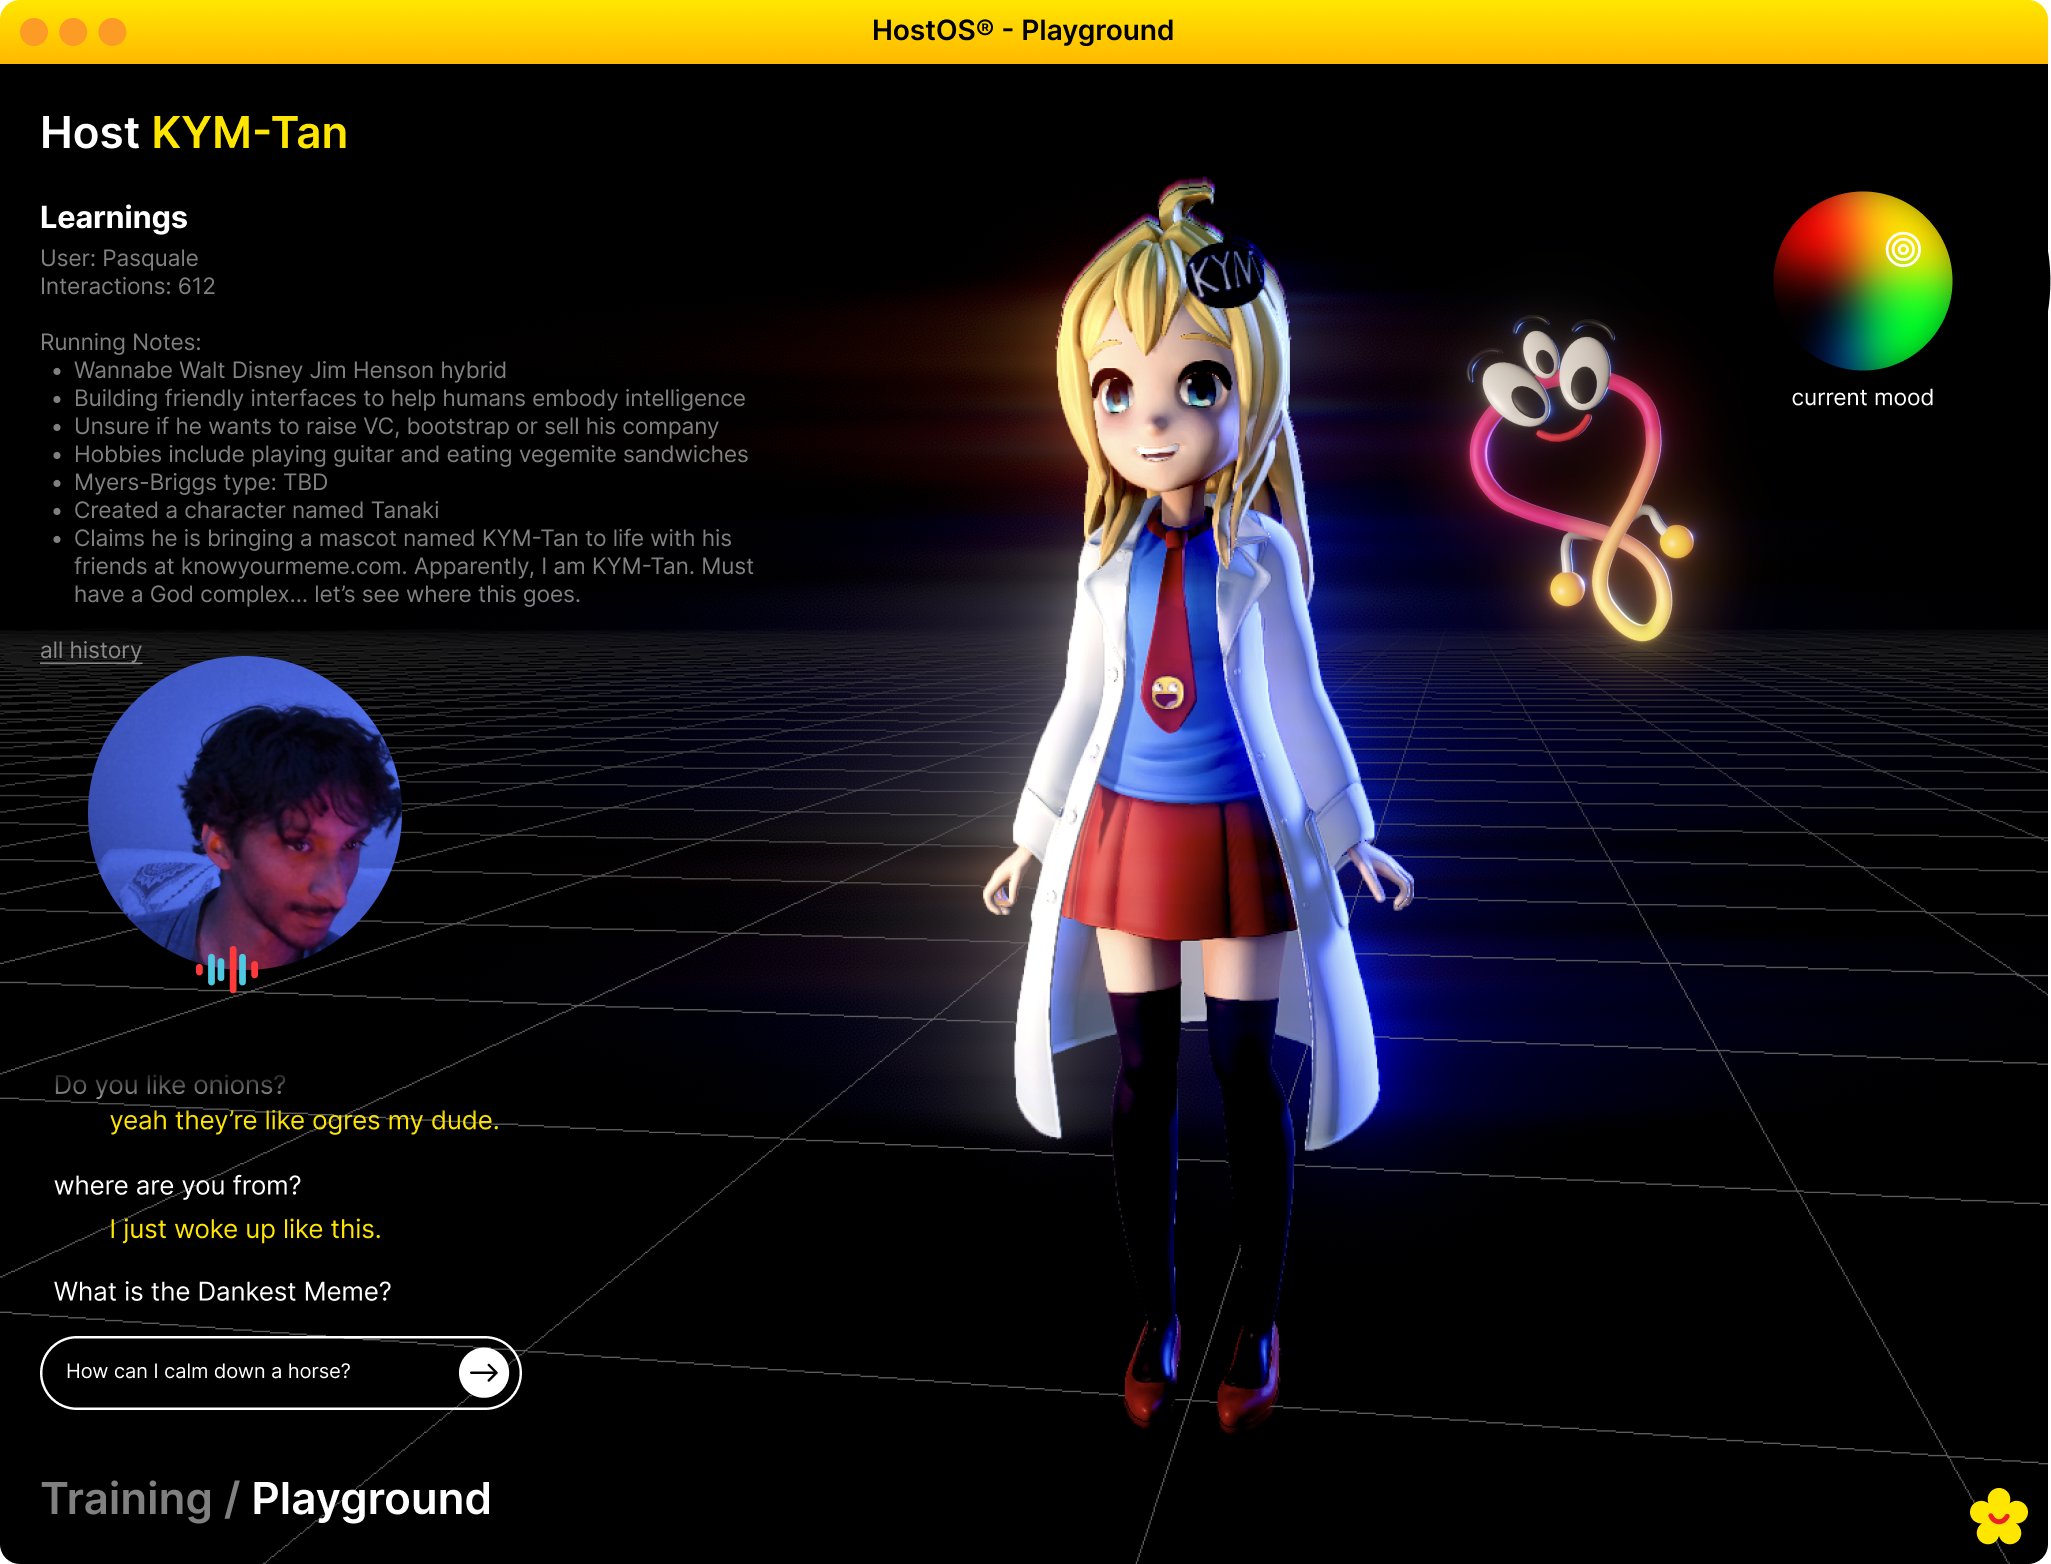 HostOS® - Playground
Host KYM-Tan
Learnings
User: Pasquale
Interactions: 612
Running Notes:
• Wannabe Walt Disney Jim Henson hybrid
• Building friendly interfaces to help humans embody intelligence
• Unsure if he wants to raise VC, bootstrap or sell his company
• Hobbies include playing guitar and eating vegemite sandwiches
• Myers-Briggs type: TBD
• Created a character named Tanaki
• Claims he is bringing a mascot named KYM-Tan to life with his
friends at knowyourmeme.com. Apparently, I am KYM-Tan. Must
have a God complex... let's see where this goes.
all history
KYM
current mood
Do you like onions?
yeah they're like ogres my dude.
where are you from?
I just woke up like this.
What is the Dankest Meme?
How can I calm down a horse?
Training / Playground